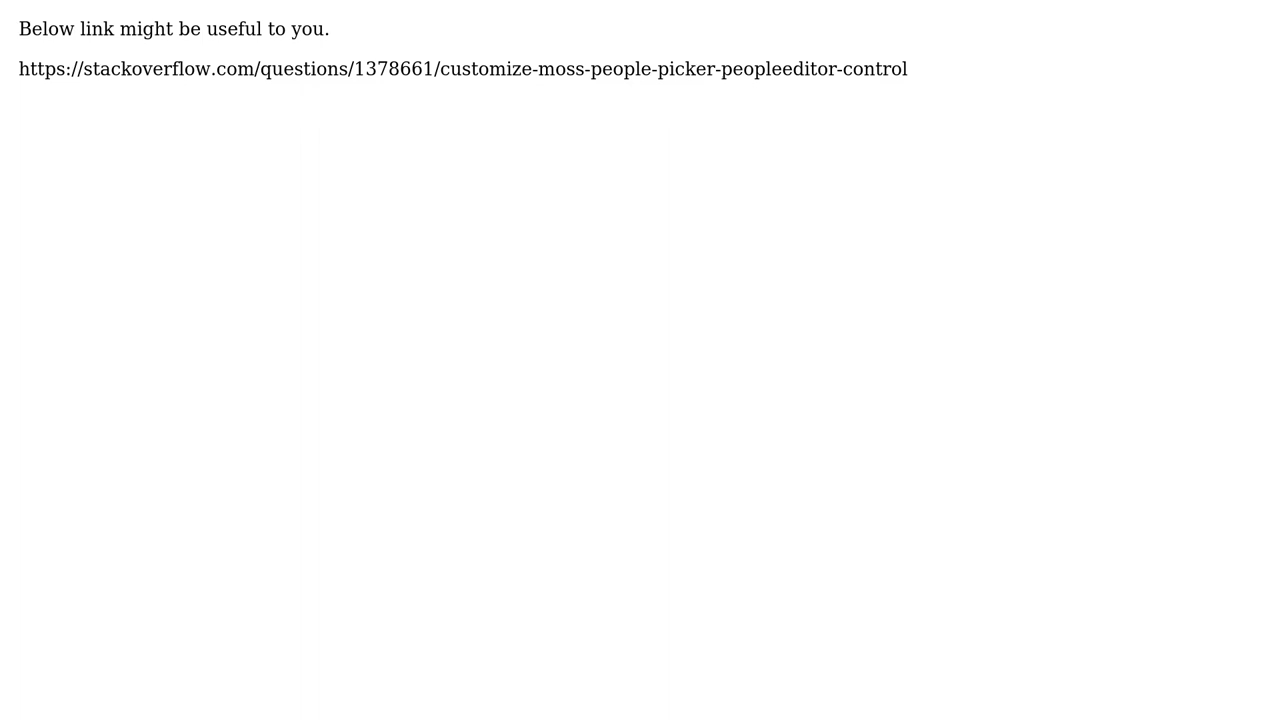 Below link might be useful to you.
https://stackoverflow.com/questions/1378661/customize-moss-people-picker-peopleeditor-control